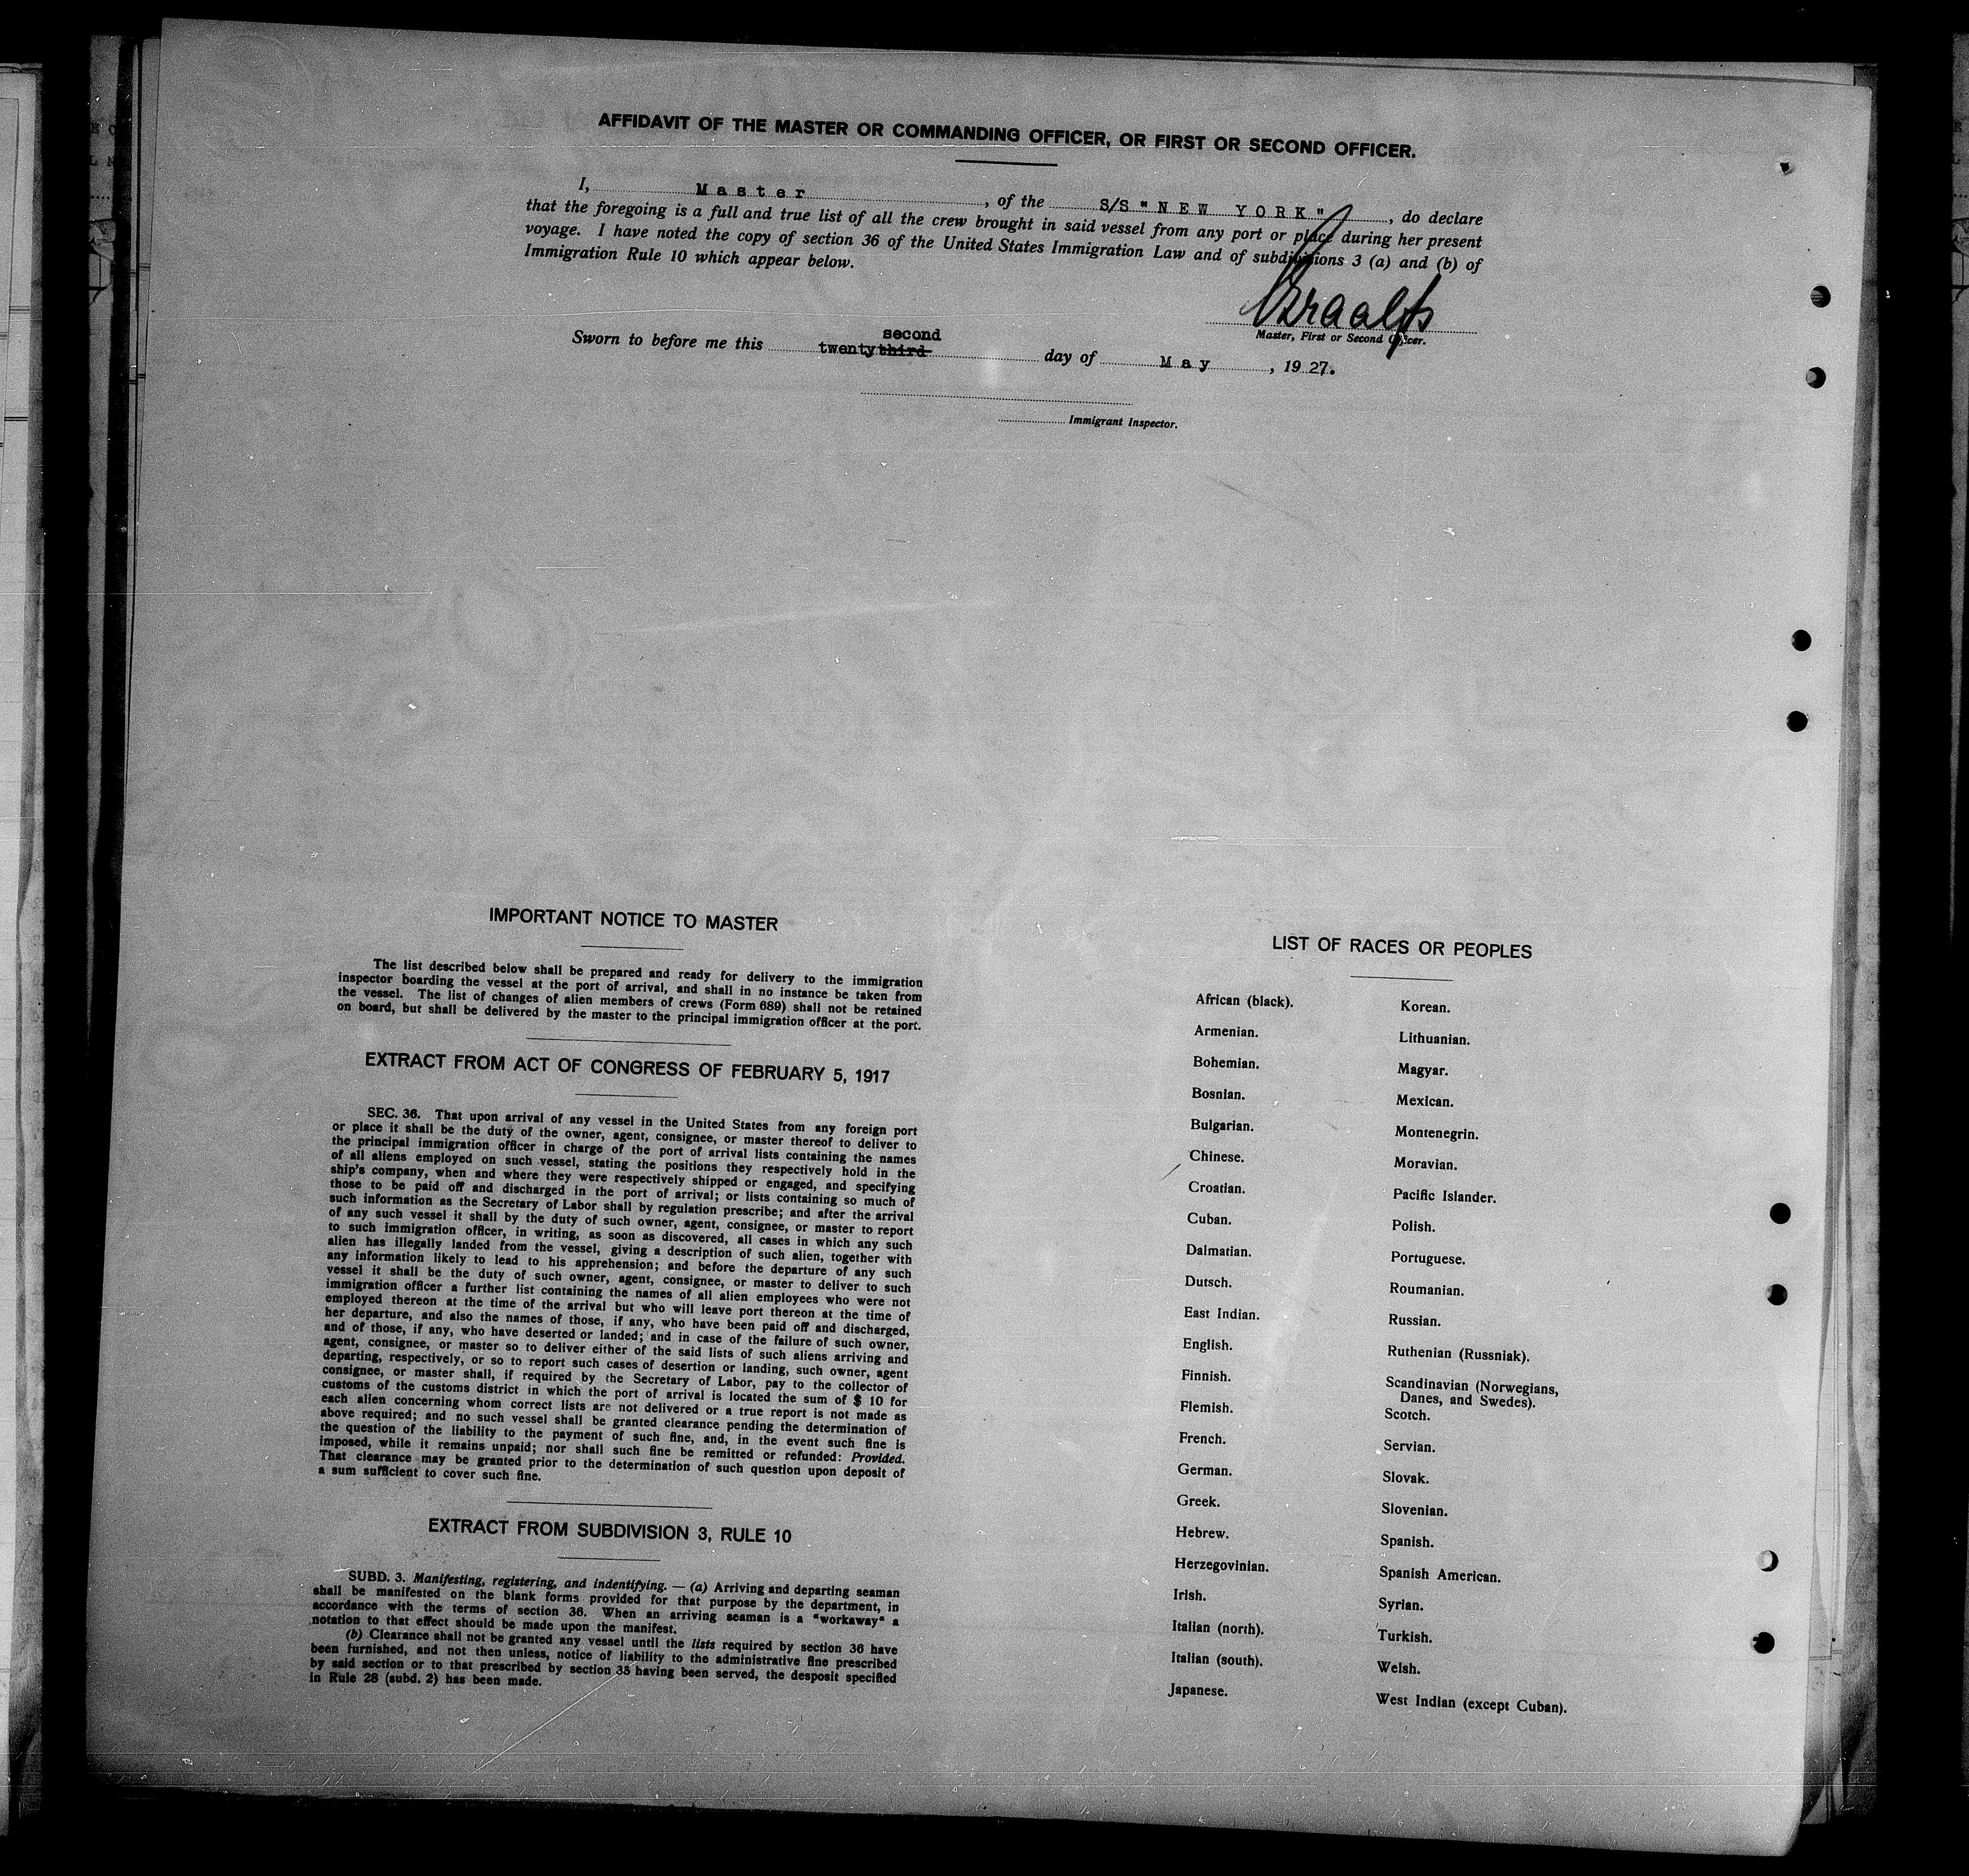 AFFIDAVIT OF THE MASTER OR COMMANDING OFFICER, OR FIRST OR SECOND OFFICER.
I, Master, of the S/S "NEW YORK", do declare
that the foregoing is a full and true list of all the crew brought in said vessel from any port or place during her present
voyage. I have noted the copy of section 36 of the United States Immigration Law and of subdivisions 3 (a) and (b) of
Immigration Rule 10 which appear below.
Master, First or Second Officer.
second
Sworn to before me this twentythird day of May, 1927.
Immigrant Inspector.
IMPORTANT NOTICE TO MASTER
The list described below shall be prepared and ready for delivery to the immigration
inspector boarding the vessel at the port of arrival, and shall in no instance be taken from
the vessel. The list of changes of alien members of crews (Form 689) shall not be retained
on board, but shall be delivered by the master to the principal immigration officer at the port.
EXTRACT FROM ACT OF CONGRESS OF FEBRUARY 5, 1917
SEC. 36. That upon arrival of any vessel in the United States from any foreign port
or place it shall be the duty of the owner, agent, consignee, or master thereof to deliver to
the principal immigration officer in charge of the port of arrival lists containing the names
of all aliens employed on such vessel, stating the positions they respectively hold in the
ship's company, when and where they were respectively shipped or engaged, and specifying
those to be paid off and discharged in the port of arrival; or lists containing so much of
such information as the Secretary of Labor shall by regulation prescribe; and after the arrival
of any such vessel it shall by the duty of such owner, agent, consignee, or master to report
to such immigration officer, in writing, as soon as discovered, all cases in which any such
alien has illegally landed from the vessel, giving a description of such alien, together with
any information likely to lead to his apprehension; and before the departure of any such
vessel it shall be the duty of such owner, agent, consignee, or master to deliver to such
immigration officer a further list containing the names of all alien employees who were not
employed thereon at the time of the arrival but who will leave port thereon at the time of
her departure, and also the names of those, if any, who have been paid off and discharged,
and of those, if any, who have deserted or landed; and in case of the failure of such owner,
agent, consignee, or master so to deliver either of the said lists of such aliens arriving and
departing, respectively, or so to report such cases of desertion or landing, such owner, agent
consignee, or master shall, if required by the Secretary of Labor, pay to the collector of
customs of the customs district in which the port of arrival is located the sum of $ 10 for
each alien concerning whom correct lists are not delivered or a true report is not made as
above required; and no such vessel shall be granted clearance pending the determination of
the question of the liability to the payment of such fine, and, in the event such fine is
imposed, while it remains unpaid; nor shall such fine be remitted or refunded: Provided.
That clearance may be granted prior to the determination of such question upon deposit of
a sum sufficient to cover such fine.
EXTRACT FROM SUBDIVISION 3, RULE 10
SUBD. 3. Manifesting, registering, and indentifying. — (a) Arriving and departing seaman
shall be manifested on the blank forms provided for that purpose by the department, in
accordance with the terms of section 36. When an arriving seaman is a "workaway" a
notation to that effect should be made upon the manifest.
(b) Clearance shall not be granted any vessel until the lists required by section 36 have
been furnished, and not then unless, notice of liability to the administrative fine prescribed
by said section or to that prescribed by section 35 having been served, the desposit specified
in Rule 28 (subd. 2) has been made.
LIST OF RACES OR PEOPLES
African (black).
Armenian.
Bohemian.
Bosnian.
Bulgarian.
Chinese.
Croatian.
Cuban.
Dalmatian.
Dutsch.
East Indian.
English.
Finnish.
Flemish.
French.
German.
Greek.
Hebrew.
Herzegovinian.
Irish.
Italian (north).
Italian (south).
Japanese.
Korean.
Lithuanian.
Magyar.
Mexican.
Montenegrin.
Moravian.
Pacific Islander.
Polish.
Portuguese.
Roumanian.
Russian.
Ruthenian (Russniak).
Scandinavian (Norwegians,
Danes, and Swedes).
Scotch.
Servian.
Slovak.
Slovenian.
Spanish.
Spanish American.
Syrian.
Turkish.
Welsh.
West Indian (except Cuban).